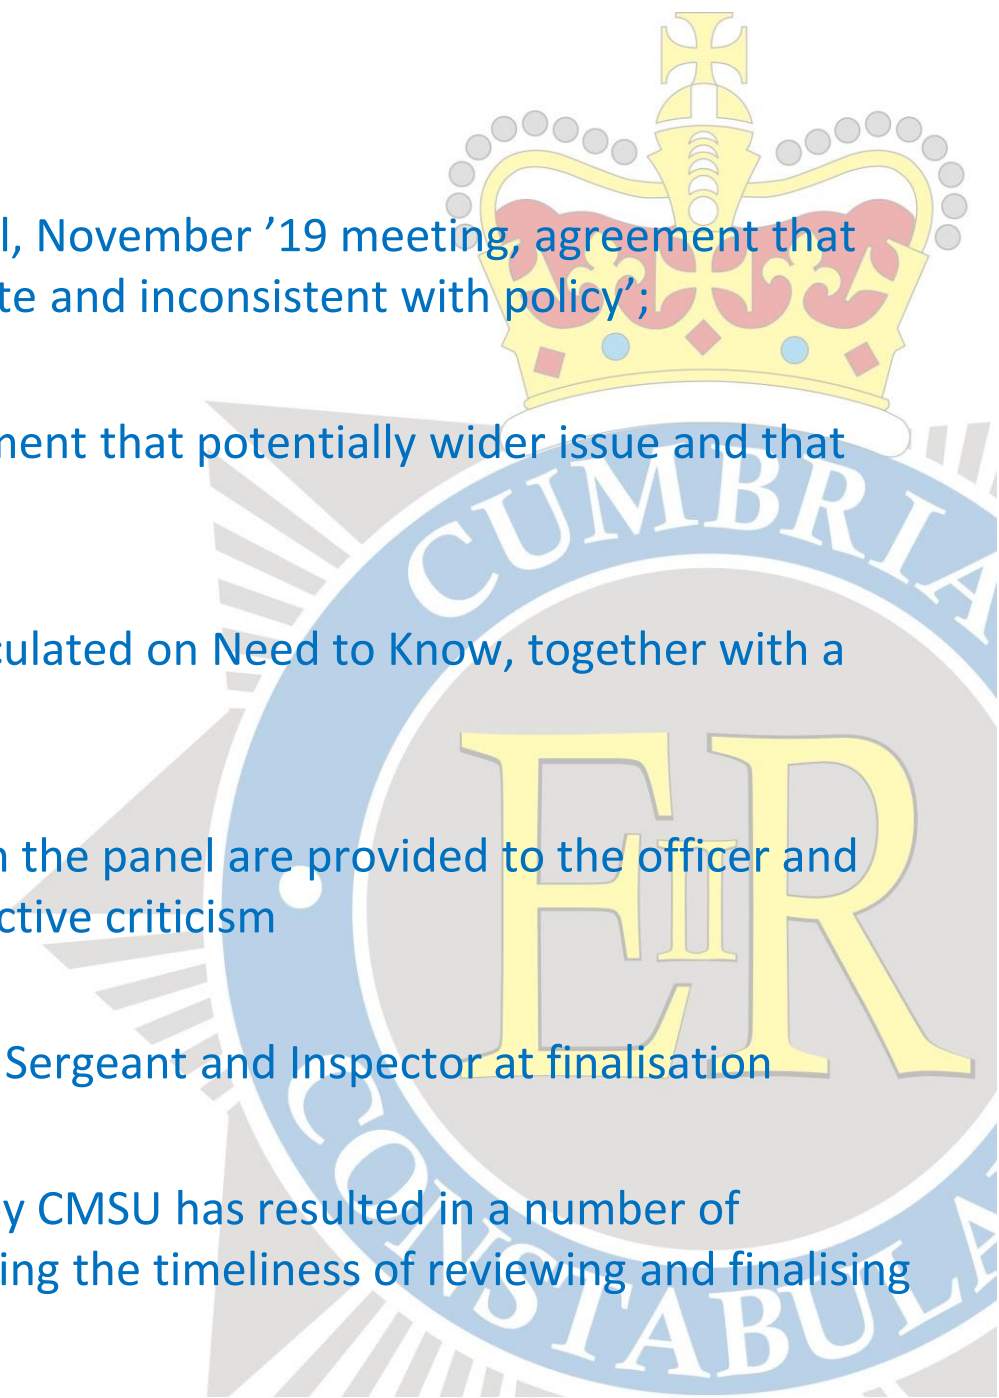 l, November ’19 meeting, agreement that
te and inconsistent with policy’;
ment that potentially wider issue and that
culated on Need to Know, together with a
n the panel are provided to the officer and
ctive criticism
Sergeant and Inspector at finalisation
y CMSU has resulted in a number of
ing the timeliness of reviewing and finalising
CUMBRIA
EIIR
CONSTABULA